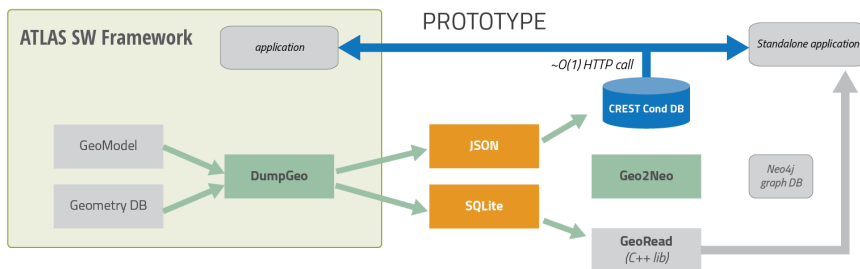 PROTOTYPE
ATLAS SW Framework
application
Standalone application
~O(1) HTTP call
CREST Cond DB
GeoModel
JSON
DumpGeo
Geo2Neo
Neo4j
graph DB
Geometry DB
SQLite
GeoRead
(C++ lib)